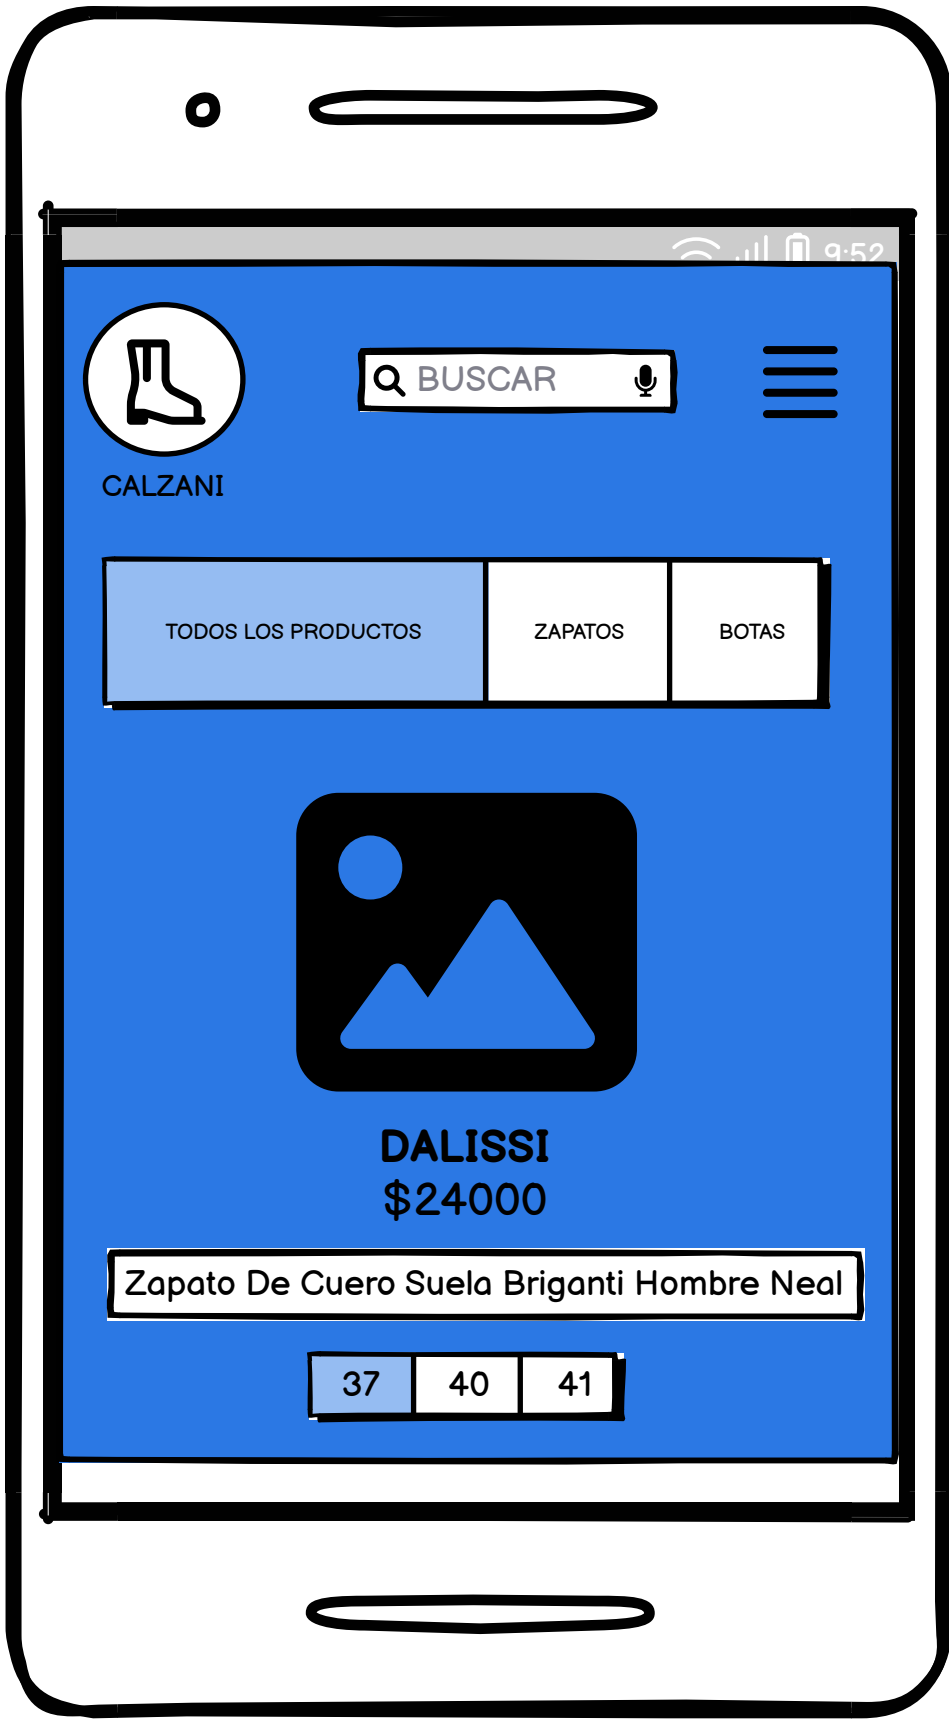 9:52
BUSCAR
CALZANI
TODOS LOS PRODUCTOS ZAPATOS BOTAS
DALISSI
$24000
Zapato De Cuero Suela Briganti Hombre Neal
37 40 41